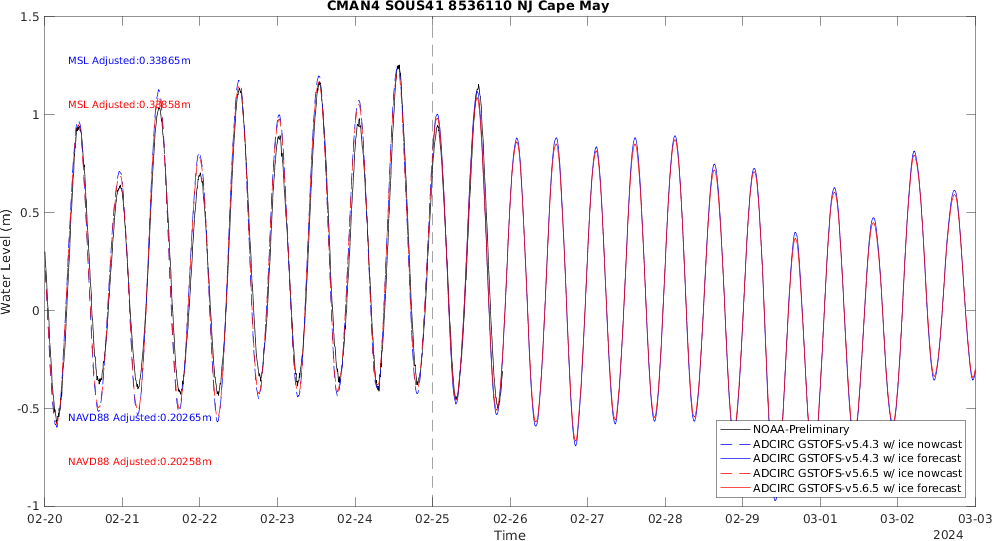 CMAN4 SOUS41 8536110 NJ Cape May
1.5
MSL Adjusted:0.33865m
MSL Adjusted:0.33858m
1
0.5
Water Level (m)
0
-0.5
NAVD88 Adjusted:0.20265m
NAVD88 Adjusted:0.20258m
NOAA-Preliminary
ADCIRC GSTOFS-v5.4.3 w/ ice nowcast
ADCIRC GSTOFS-v5.4.3 w/ ice forecast
ADCIRC GSTOFS-v5.6.5 w/ ice nowcast
ADCIRC GSTOFS-v5.6.5 w/ ice forecast
-1
02-20 02-21 02-22 02-23 02-24 02-25 02-26 02-27 02-28 02-29 03-01 03-02 03-03
Time
2024